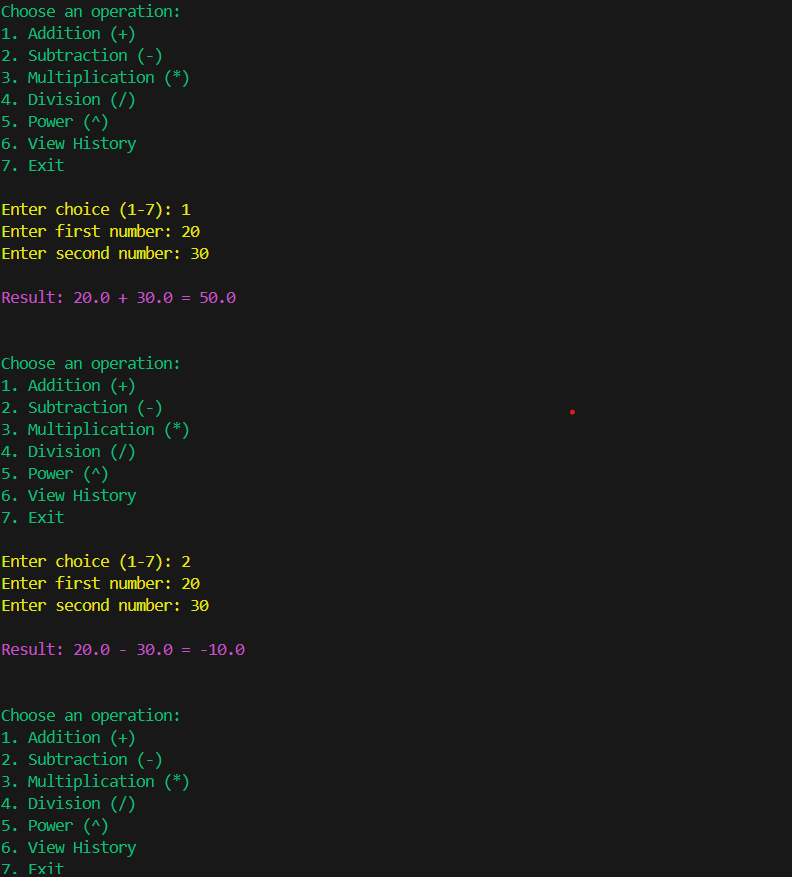 Choose an operation:
1. Addition (+)
2. Subtraction (-)
3. Multiplication (*)
4. Division (/)
5. Power (^)
6. View History
7. Exit
Enter choice (1-7): 1
Enter first number: 20
Enter second number: 30
Result: 20.0 + 30.0 = 50.0
Choose an operation:
1. Addition (+)
2. Subtraction (-)
3. Multiplication (*)
4. Division (/)
5. Power (^)
6. View History
7. Exit
Enter choice (1-7): 2
Enter first number: 20
Enter second number: 30
Result: 20.0 - 30.0 = -10.0
Choose an operation:
1. Addition (+)
2. Subtraction (-)
3. Multiplication (*)
4. Division (/)
5. Power (^)
6. View History
7. Exit